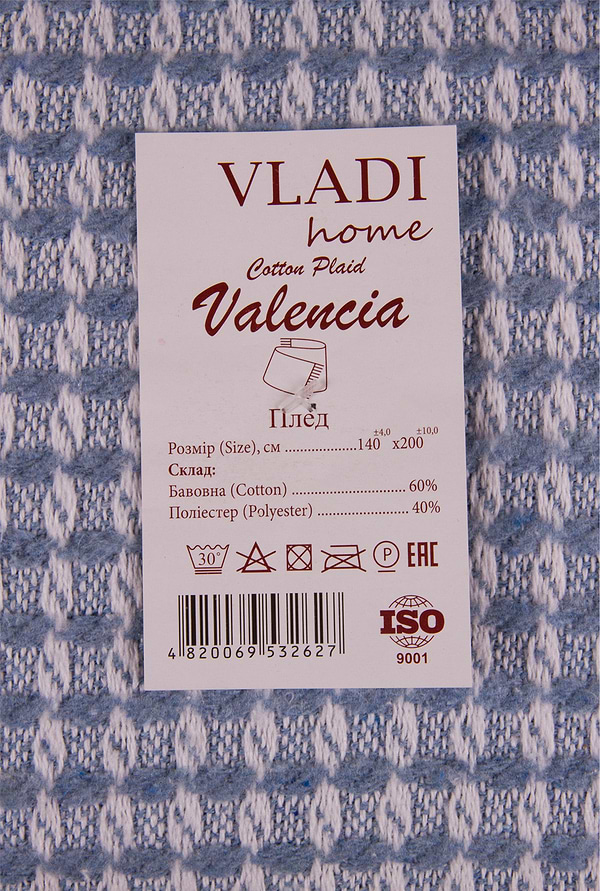 VLADI
home
Cotton Plaid
Valencia
Плед
Розмір (Size), см ...................140 ±4,0 x200 ±10,0
Склад:
Бавовна (Cotton) .............................. 60%
Поліестер (Polyester) ........................ 40%
30° P EAC
4 820069 532627
ISO
9001